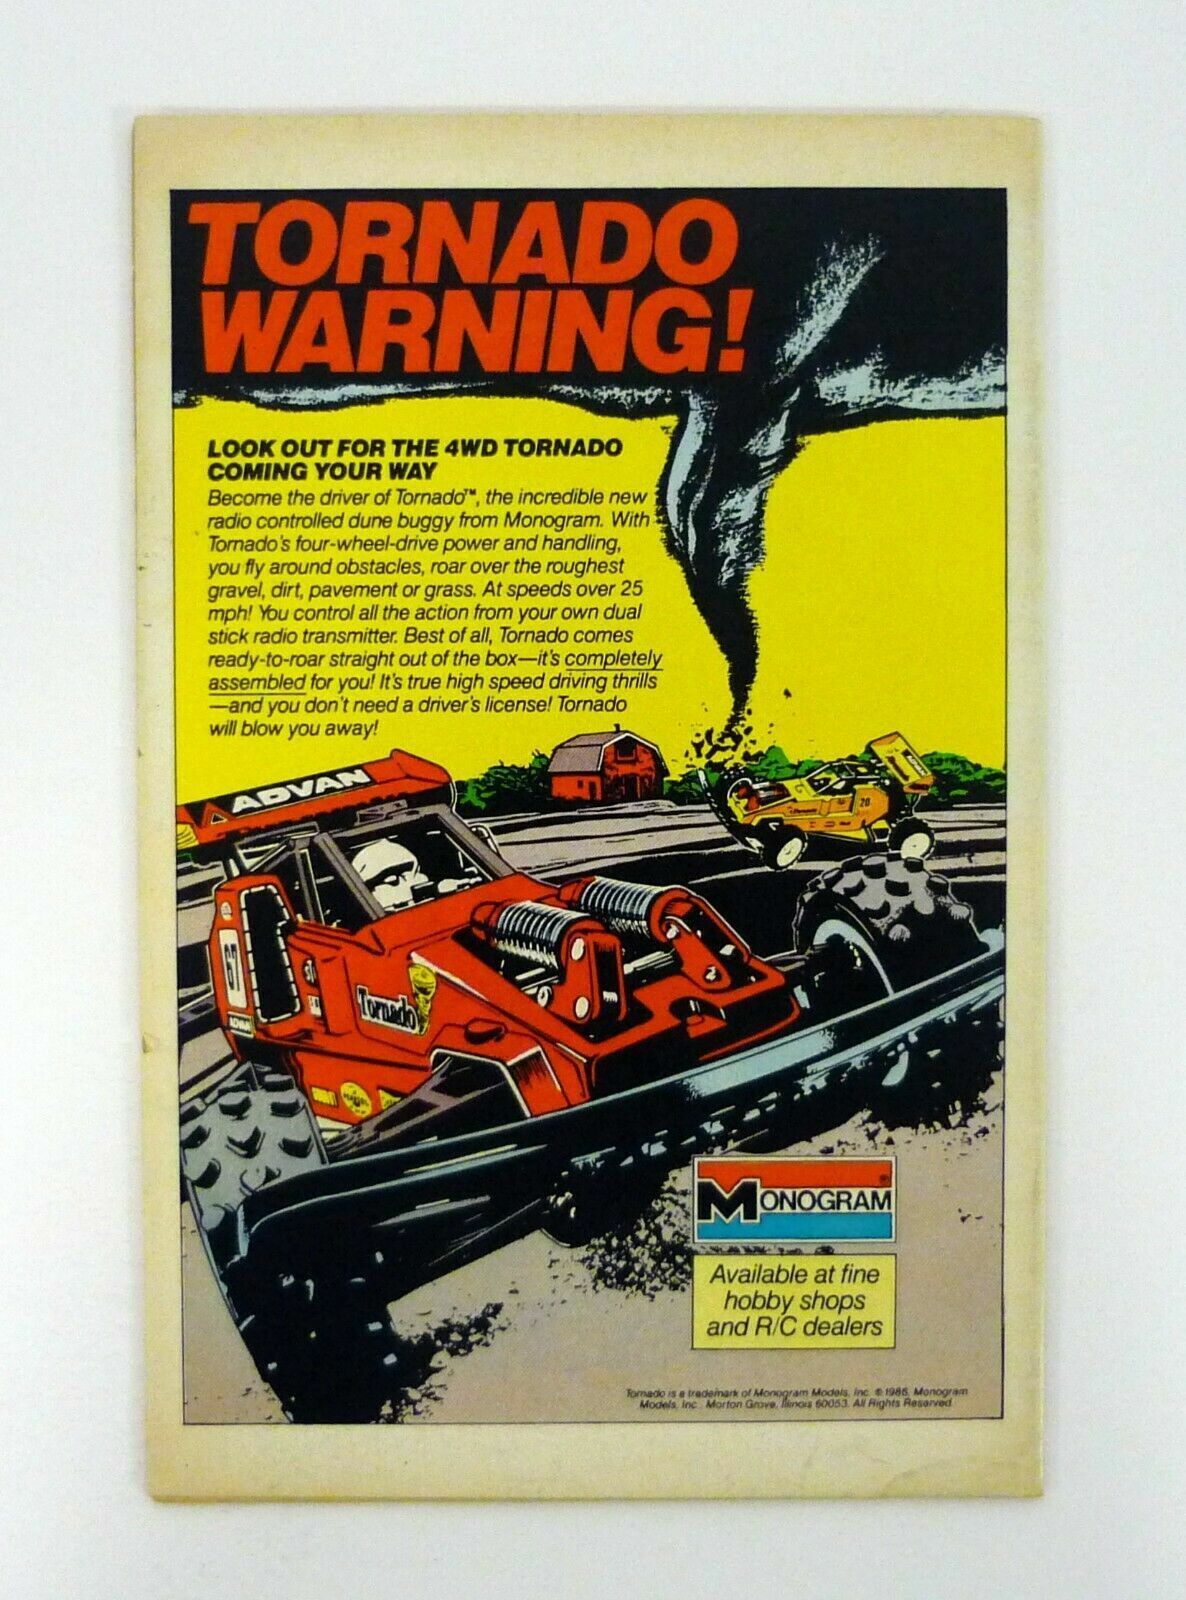 TORNADO
WARNING!
LOOK OUT FOR THE 4WD TORNADO
COMING YOUR WAY
Become the driver of Tornado™, the incredible new
radio controlled dune buggy from Monogram. With
Tornado's four-wheel-drive power and handling,
you fly around obstacles, roar over the roughest
gravel, dirt, pavement or grass. At speeds over 25
mph! You control all the action from your own dual
stick radio transmitter. Best of all, Tornado comes
ready-to-roar straight out of the box—it's completely
assembled for you! It's true high speed driving thrills
—and you don't need a driver's license! Tornado
will blow you away!
ADVAN
ADVAN
20
67
Tornado
ADVAN
MONOGRAM®
Available at fine
hobby shops
and R/C dealers
Tornado is a trademark of Monogram Models, Inc. © 1986, Monogram
Models, Inc., Morton Grove, Illinois 60053. All Rights Reserved.